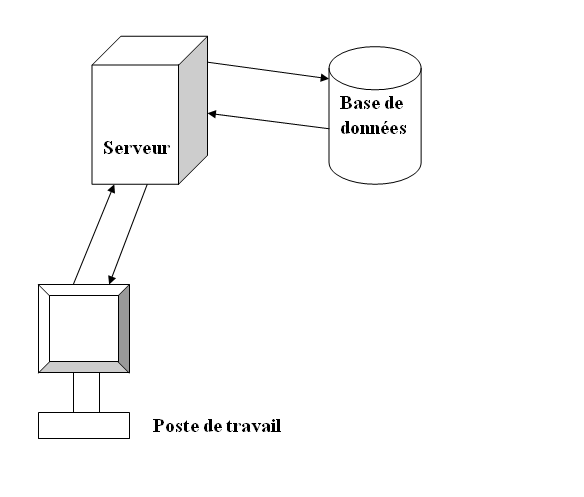 Base de
données
Serveur
Poste de travail